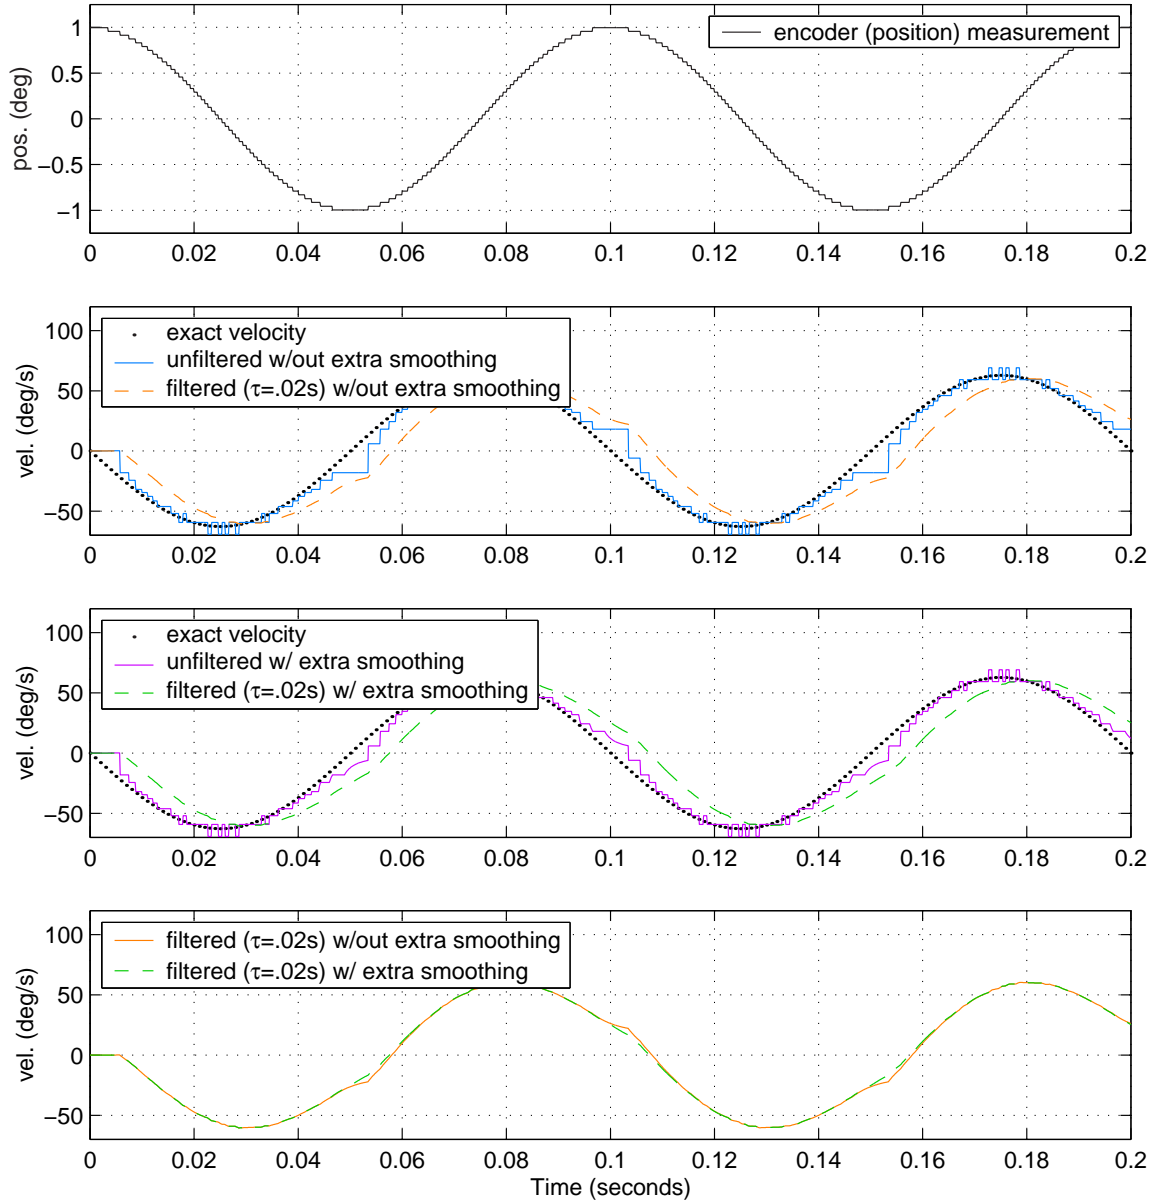 encoder (position) measurement
pos. (deg)
1
0.5
0
−0.5
−1
0 0.02 0.04 0.06 0.08 0.1 0.12 0.14 0.16 0.18 0.2
exact velocity
unfiltered w/out extra smoothing
filtered (τ=.02s) w/out extra smoothing
vel. (deg/s)
100
50
0
−50
0 0.02 0.04 0.06 0.08 0.1 0.12 0.14 0.16 0.18 0.2
exact velocity
unfiltered w/ extra smoothing
filtered (τ=.02s) w/ extra smoothing
vel. (deg/s)
100
50
0
−50
0 0.02 0.04 0.06 0.08 0.1 0.12 0.14 0.16 0.18 0.2
filtered (τ=.02s) w/out extra smoothing
filtered (τ=.02s) w/ extra smoothing
vel. (deg/s)
100
50
0
−50
0 0.02 0.04 0.06 0.08 0.1 0.12 0.14 0.16 0.18 0.2
Time (seconds)